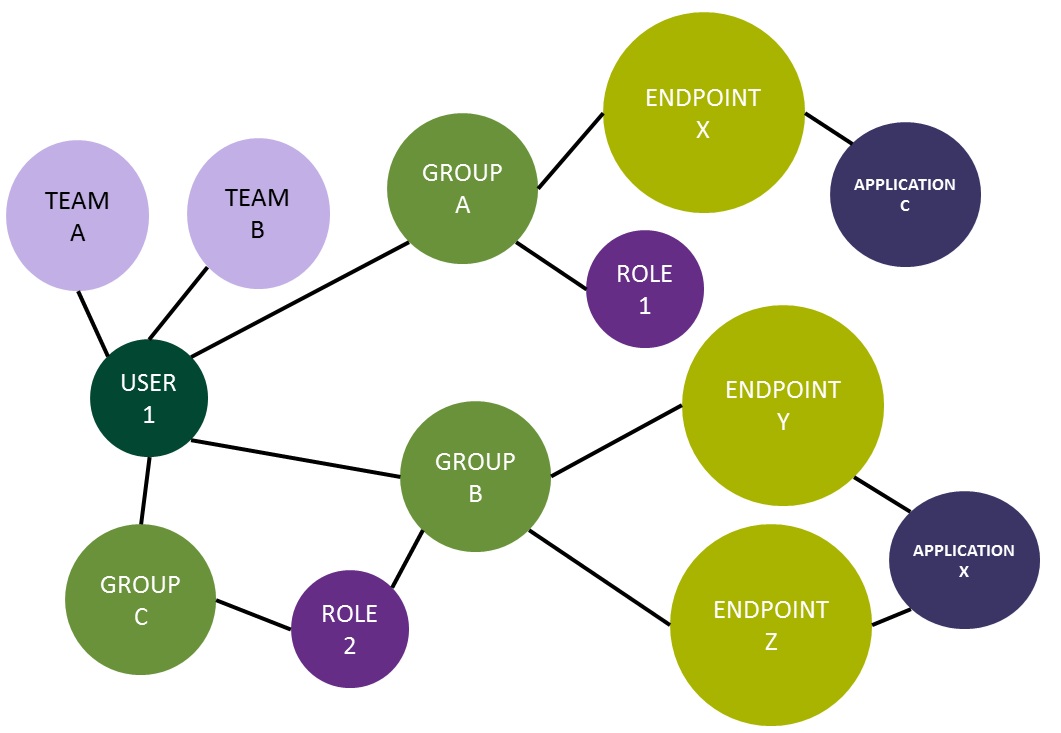 ENDPOINT
X
GROUP
A
APPLICATION
C
TEAM
A
TEAM
B
ROLE
1
USER
1
ENDPOINT
Y
GROUP
B
APPLICATION
X
GROUP
C
ROLE
2
ENDPOINT
Z